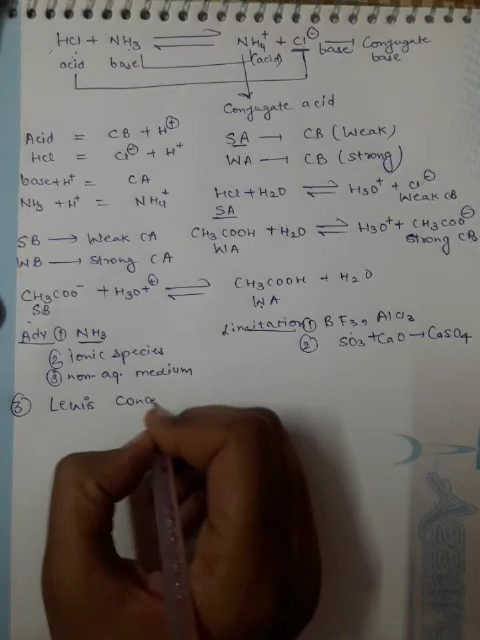 HCl + NH3 ⇌ NH4+ + Cl⊖ base → Conjugate base
acid base (acid)
Conjugate acid
Acid = CB + H⊕
HCl = Cl⊖ + H+
base + H+ = CA
NH3 + H+ = NH4+
SB → Weak CA
WB → Strong CA
SA → CB (Weak)
WA → CB (strong)
HCl + H2O ⇌ H3O+ + Cl⊖
SA Weak CB
CH3COOH + H2O ⇌ H3O+ + CH3COO⊖
WA Strong CB
CH3COO- + H3O+ ⇌ CH3COOH + H2O
SB WA
Adv ① NH3
② ionic species
③ non-aq. medium
Limitation ① BF3, AlCl3
② SO3 + CaO → CaSO4
③ Lewis Conce